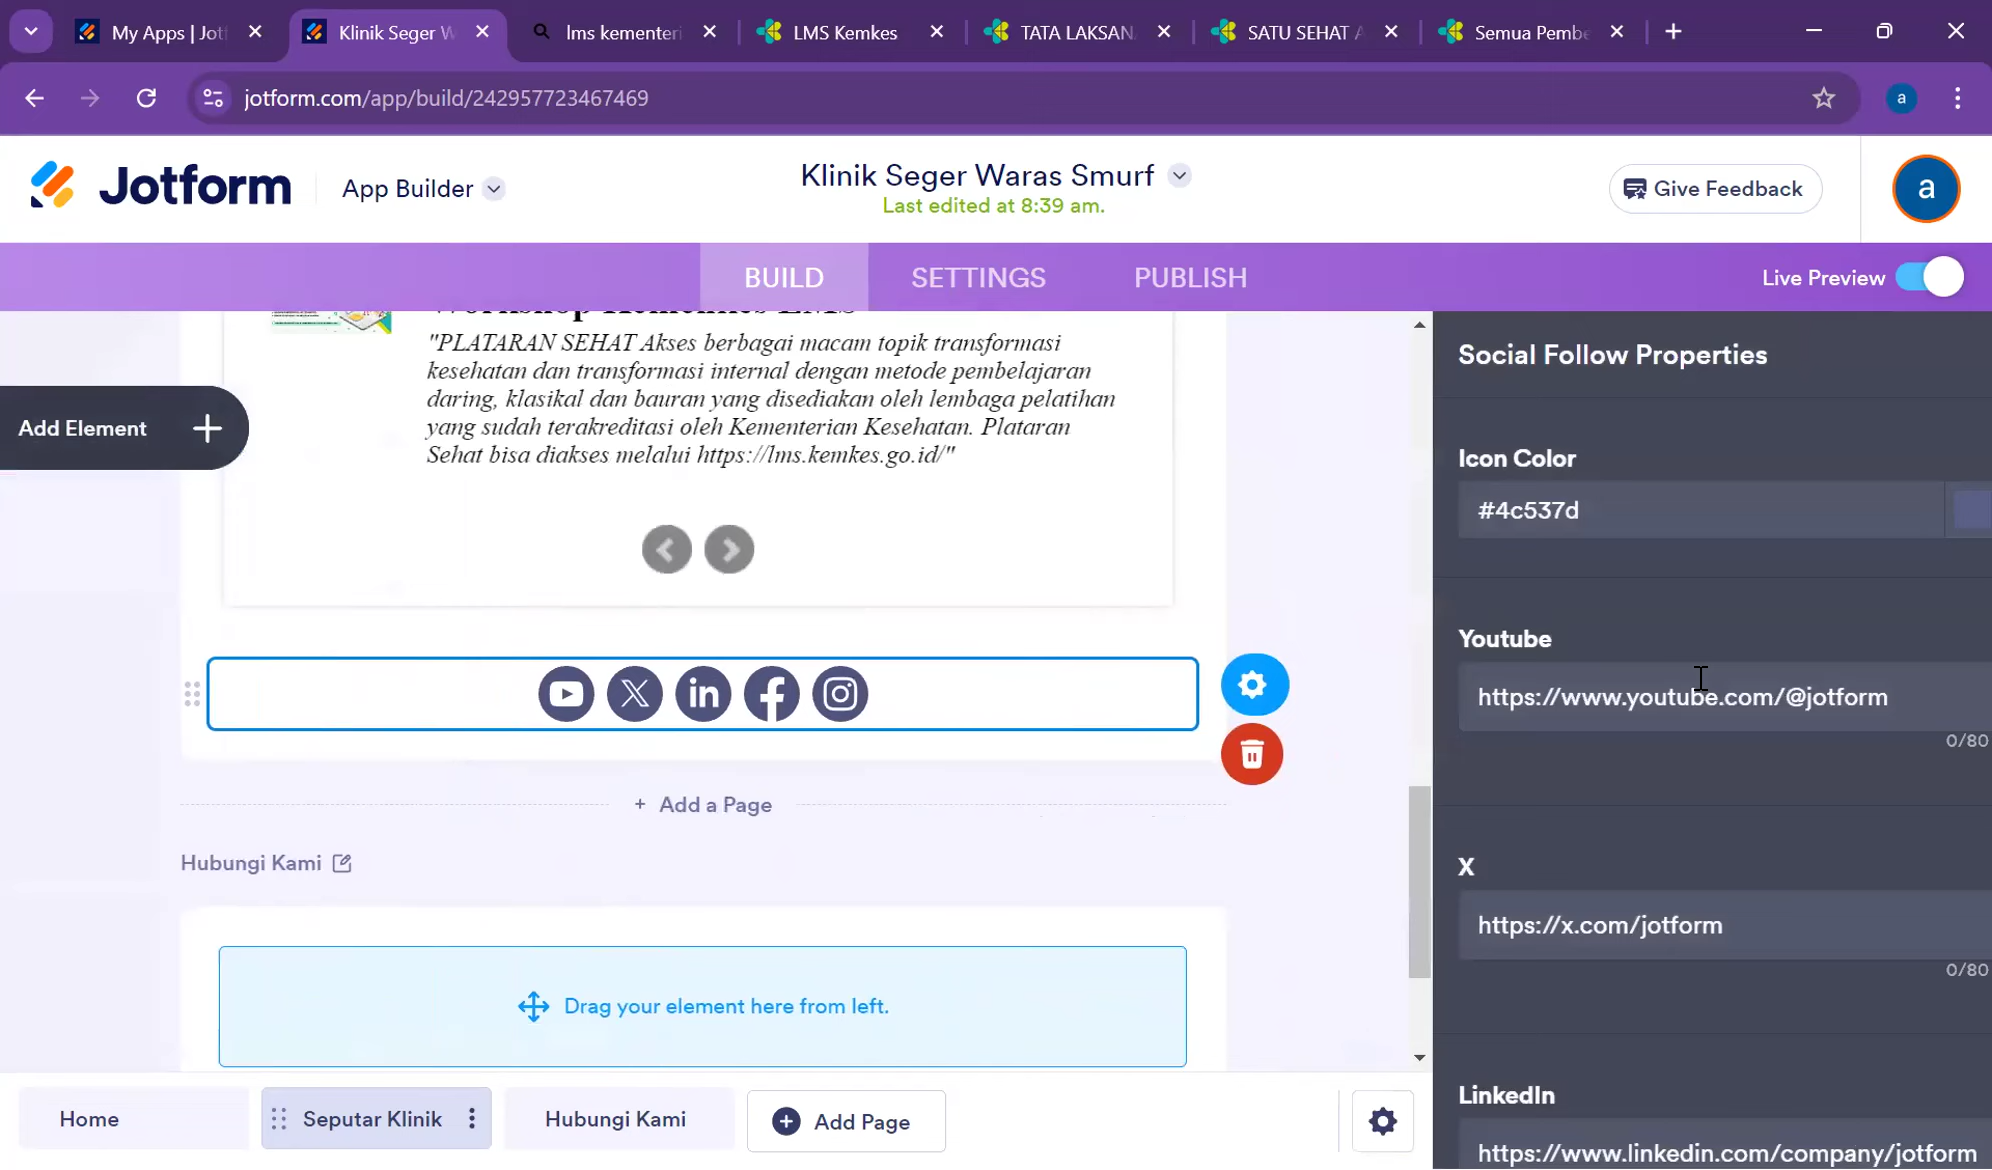 My Apps | Jotf
Klinik Seger W
lms kementeri
LMS Kemkes
TATA LAKSAN
SATU SEHAT A
Semua Pembe
jotform.com/app/build/242957723467469
a
Jotform
App Builder
Klinik Seger Waras Smurf
Last edited at 8:39 am.
Give Feedback
a
BUILD
SETTINGS
PUBLISH
Live Preview
Workshop Kemenkes LMS
"PLATARAN SEHAT Akses berbagai macam topik transformasi
kesehatan dan transformasi internal dengan metode pembelajaran
daring, klasikal dan bauran yang disediakan oleh lembaga pelatihan
yang sudah terakreditasi oleh Kementerian Kesehatan. Plataran
Sehat bisa diakses melalui https://lms.kemkes.go.id/"
Add Element +
+ Add a Page
Hubungi Kami
Drag your element here from left.
Home
Seputar Klinik
Hubungi Kami
Add Page
Social Follow Properties
Icon Color
#4c537d
Youtube
https://www.youtube.com/@jotform
0/80
X
https://x.com/jotform
0/80
LinkedIn
https://www.linkedin.com/company/jotform